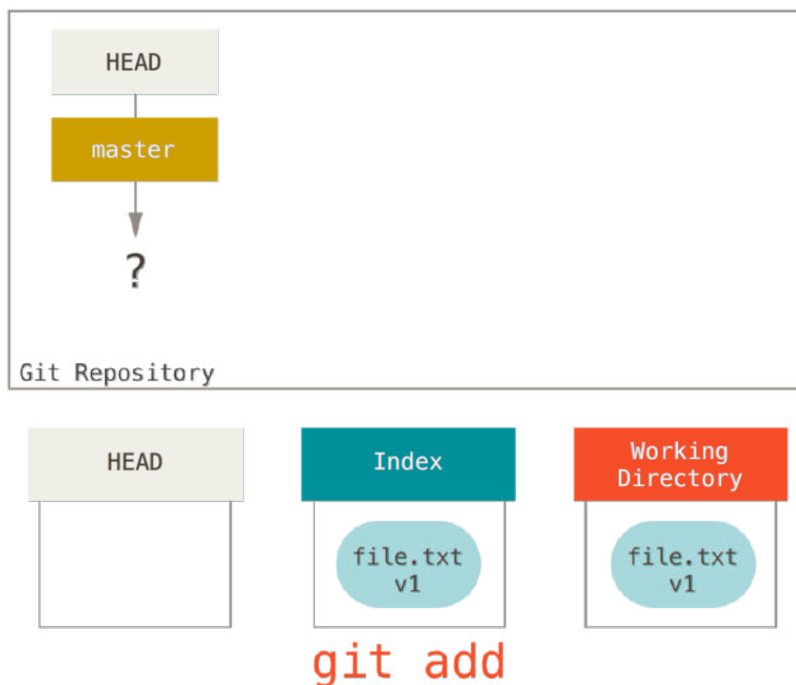 HEAD
master
?
Git Repository
HEAD
Index
Working
Directory
file.txt
v1
file.txt
v1
git add